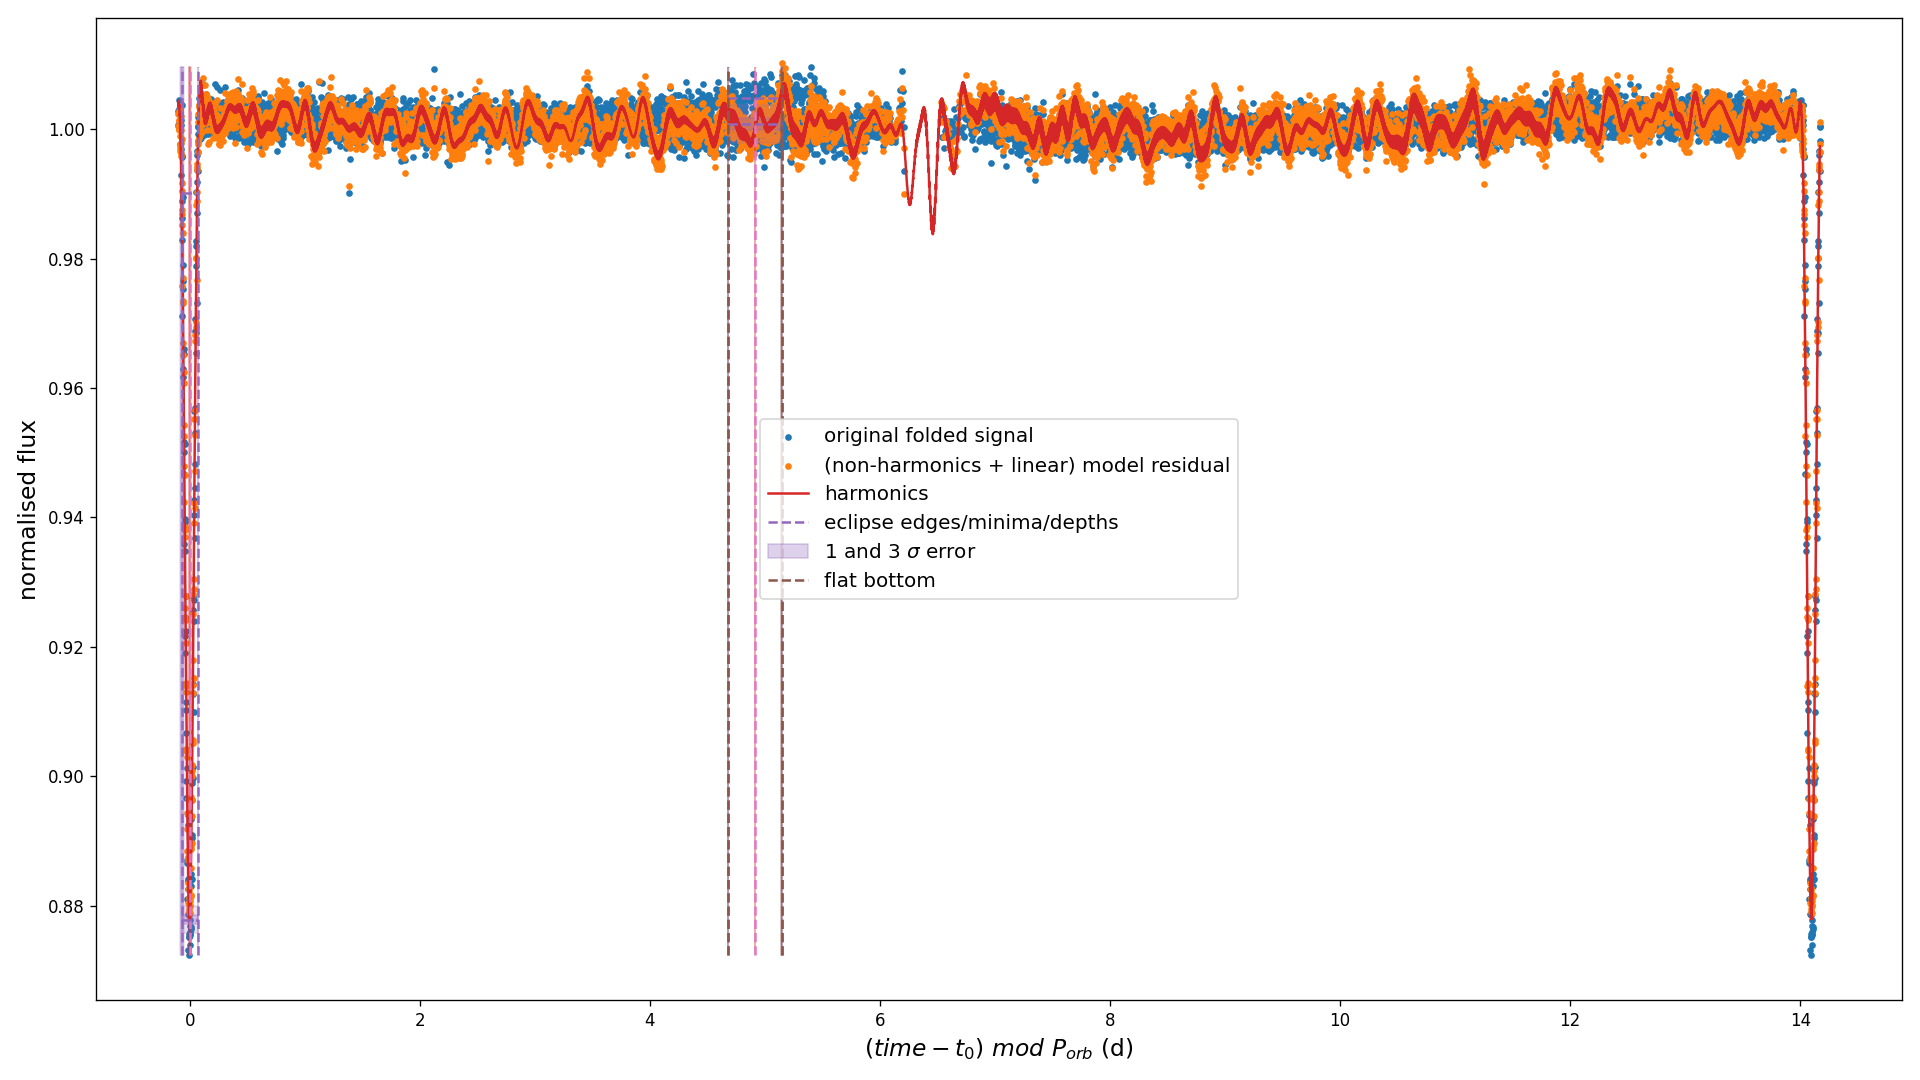 normalised flux
1.00
0.98
0.96
0.94
0.92
0.90
0.88
original folded signal
(non-harmonics + linear) model residual
harmonics
eclipse edges/minima/depths
1 and 3 σ error
flat bottom
0 2 4 6 8 10 12 14
(time − t₀) mod Pₒᵣb (d)